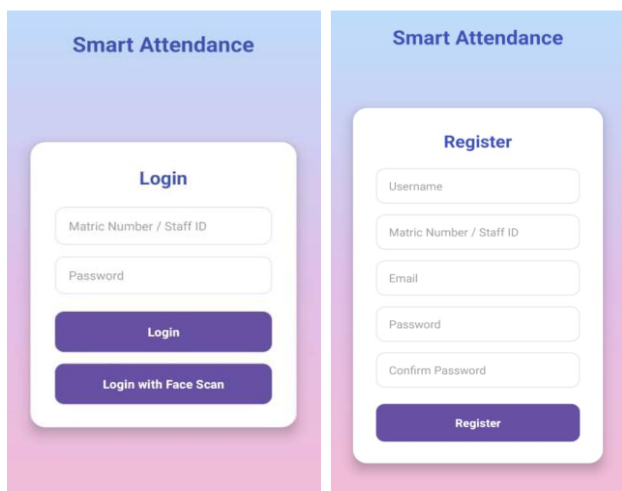 Smart Attendance
Login
Matric Number / Staff ID
Password
Login
Login with Face Scan
Smart Attendance
Register
Username
Matric Number / Staff ID
Email
Password
Confirm Password
Register